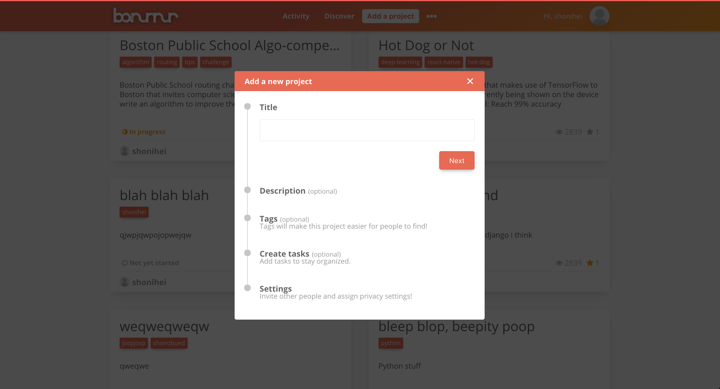 bonumur
Activity
Discover
Add a project
•••
Hi, shonihei
Boston Public School Algo-compe...
algorithm
routing
bps
challenge
Boston Public School routing cha
Boston that invites computer scie
write an algorithm to improve the
In progress
shonihei
Hot Dog or Not
deep learning
react native
hot dog
that makes use of TensorFlow to
ently being shown on the device
: Reach 99% accuracy
2833
1
Add a new project
Title
Next
Description (optional)
Tags (optional)
Tags will make this project easier for people to find!
Create tasks (optional)
Add tasks to stay organized.
Settings
Invite other people and assign privacy settings!
blah blah blah
shonihei
qjwpjqwpojopwejqw
Not yet started
shonihei
nd
django I think
2839
1
weqweqweqw
qweqwe
bleep blop, beepity poop
python
Python stuff